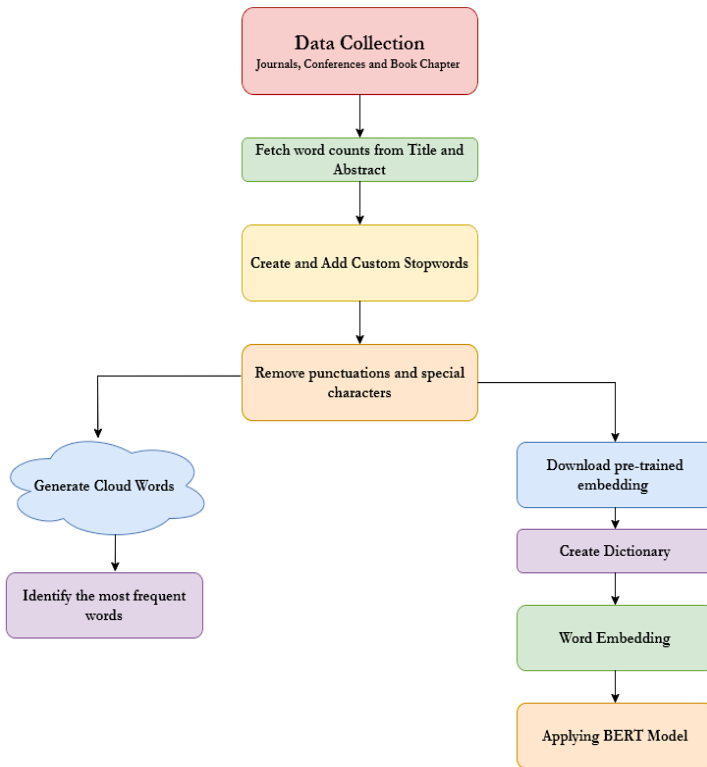 Data Collection
Journals, Conferences and Book Chapter
Fetch word counts from Title and
Abstract
Create and Add Custom Stopwords
Remove punctuations and special
characters
Generate Cloud Words
Identify the most frequent
words
Download pre-trained
embedding
Create Dictionary
Word Embedding
Applying BERT Model